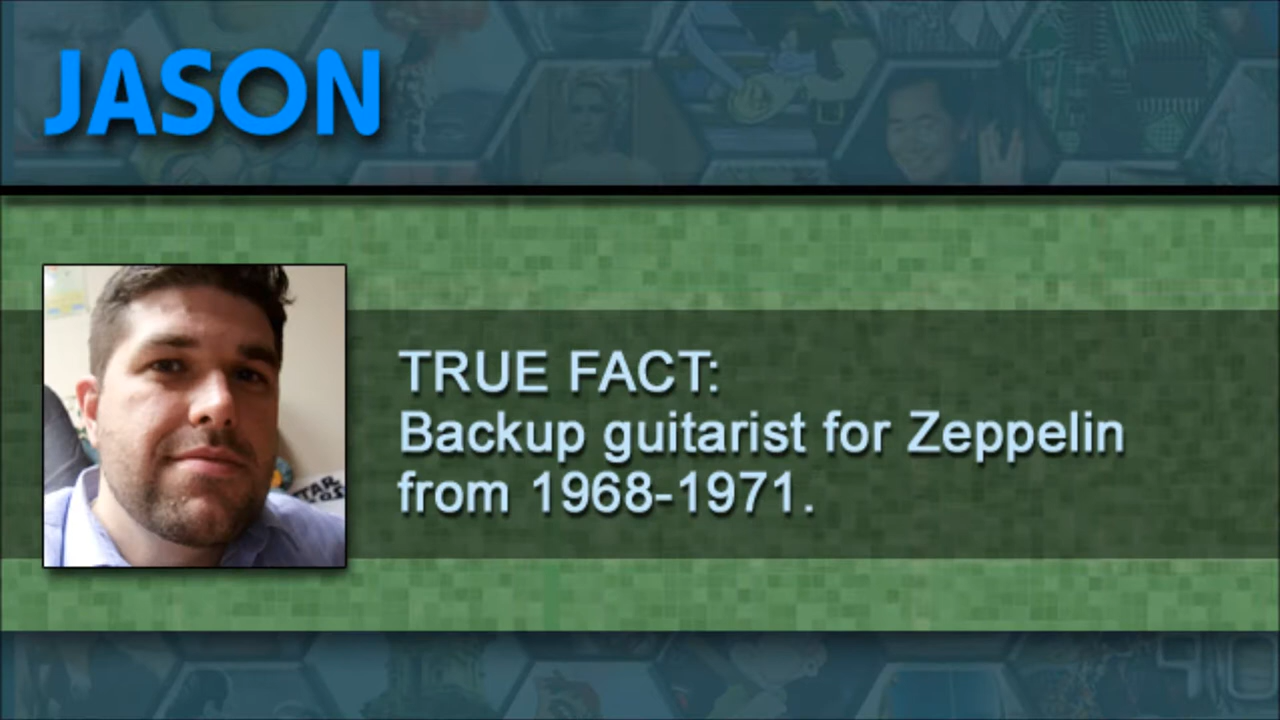 JASON
TRUE FACT:
Backup guitarist for Zeppelin
from 1968-1971.